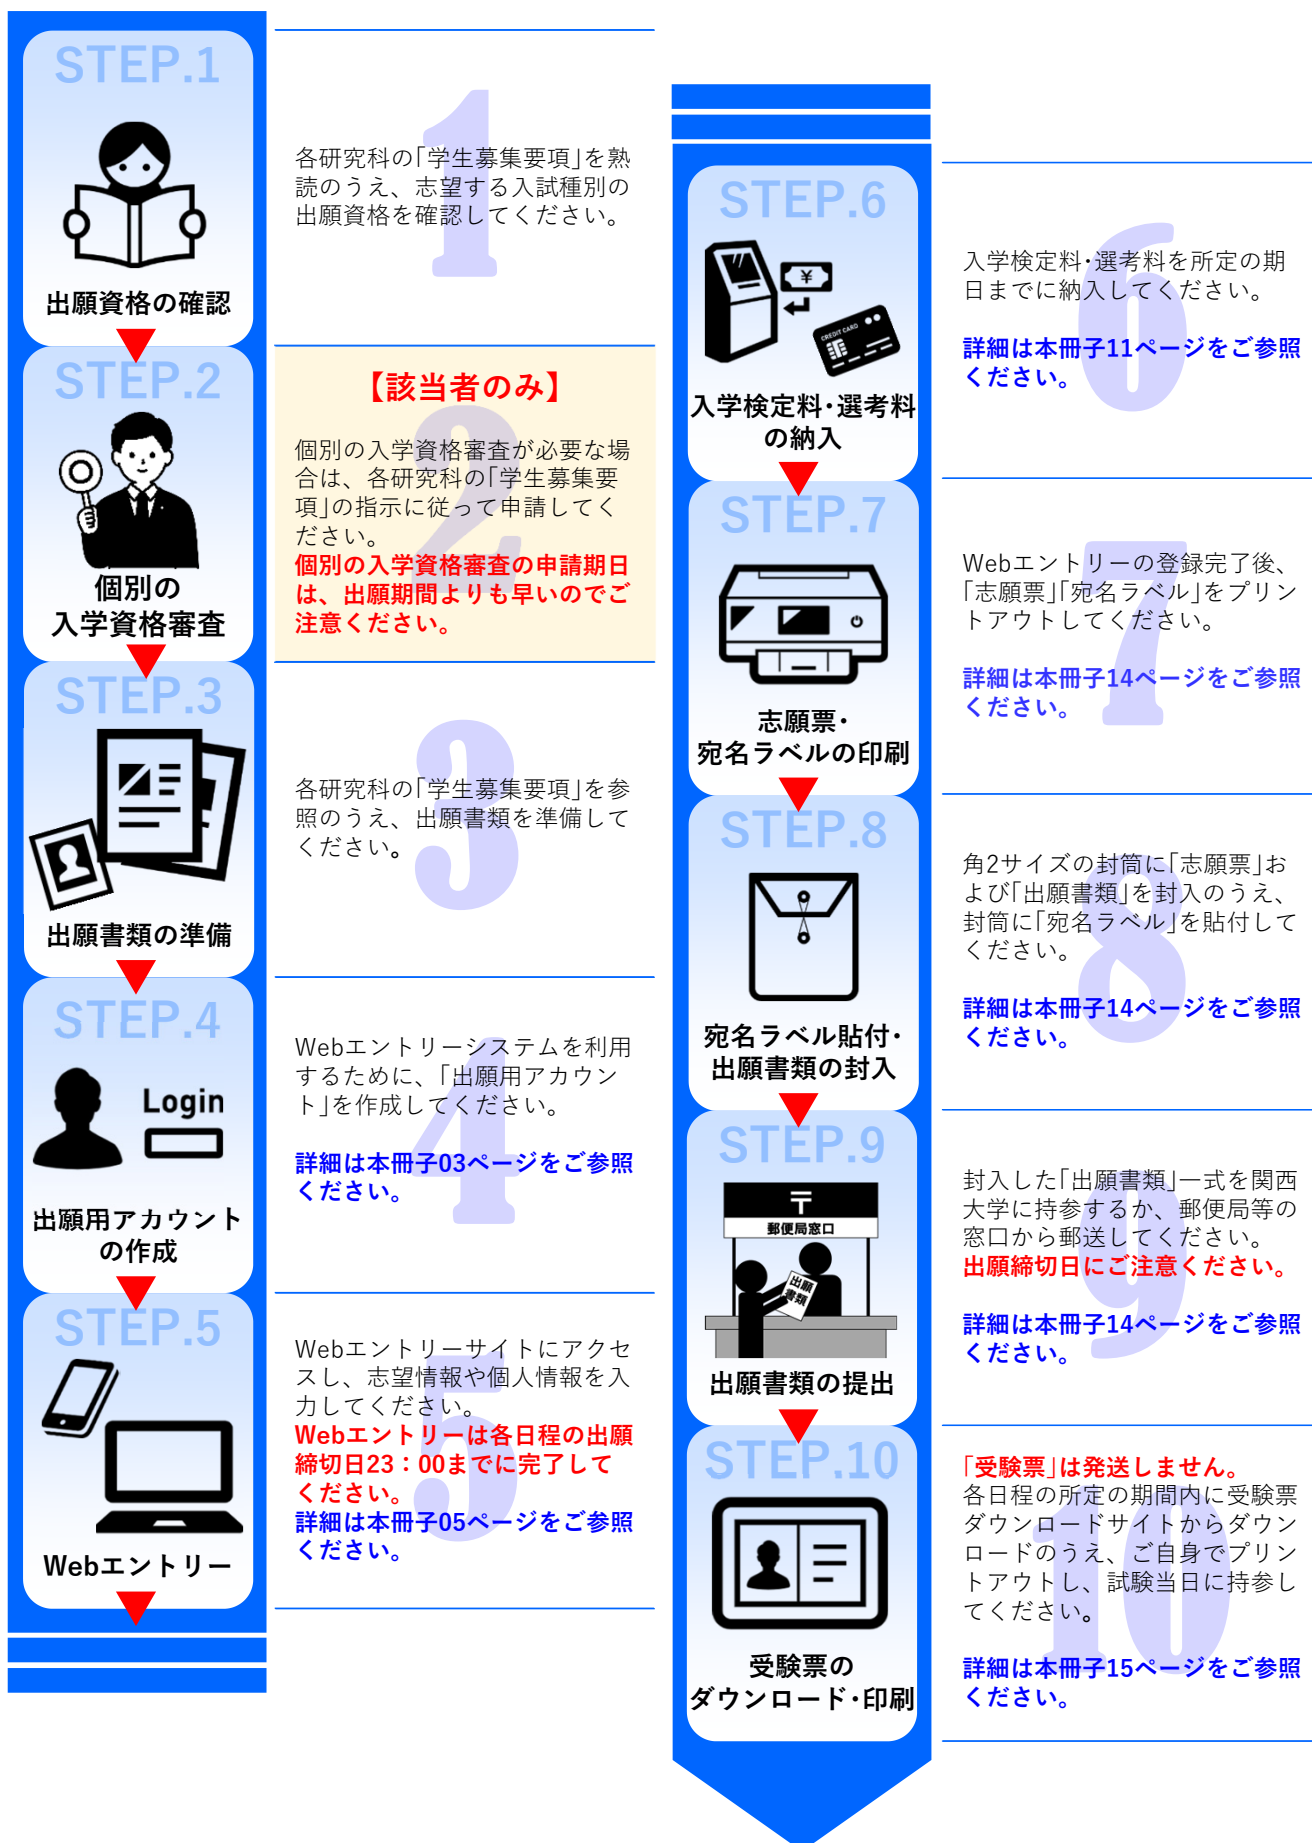 STEP.1
出願資格の確認
1
各研究科の「学生募集要項」を熟
読のうえ、志望する入試種別の
出願資格を確認してください。
STEP.2
個別の
入学資格審査
2
【該当者のみ】
個別の入学資格審査が必要な場
合は、各研究科の「学生募集要
項」の指示に従って申請してく
ださい。
個別の入学資格審査の申請期日
は、出願期間よりも早いのでご
注意ください。
STEP.3
出願書類の準備
3
各研究科の「学生募集要項」を参
照のうえ、出願書類を準備して
ください。
STEP.4
Login
出願用アカウント
の作成
4
Webエントリーシステムを利用
するために、「出願用アカウン
ト」を作成してください。
詳細は本冊子03ページをご参照
ください。
STEP.5
Webエントリー
5
Webエントリーサイトにアクセ
スし、志望情報や個人情報を入
力してください。
Webエントリーは各日程の出願
締切日23：00までに完了して
ください。
詳細は本冊子05ページをご参照
ください。
STEP.6
¥
CREDIT CARD
入学検定料・選考料
の納入
6
入学検定料・選考料を所定の期
日までに納入してください。
詳細は本冊子11ページをご参照
ください。
STEP.7
志願票・
宛名ラベルの印刷
7
Webエントリーの登録完了後、
「志願票」「宛名ラベル」をプリン
トアウトしてください。
詳細は本冊子14ページをご参照
ください。
STEP.8
宛名ラベル貼付・
出願書類の封入
8
角2サイズの封筒に「志願票」お
よび「出願書類」を封入のうえ、
封筒に「宛名ラベル」を貼付して
ください。
詳細は本冊子14ページをご参照
ください。
STEP.9
〒
郵便局窓口
出願
書類
出願書類の提出
9
封入した「出願書類」一式を関西
大学に持参するか、郵便局等の
窓口から郵送してください。
出願締切日にご注意ください。
詳細は本冊子14ページをご参照
ください。
STEP.10
受験票の
ダウンロード・印刷
10
「受験票」は発送しません。
各日程の所定の期間内に受験票
ダウンロードサイトからダウン
ロードのうえ、ご自身でプリン
トアウトし、試験当日に持参し
てください。
詳細は本冊子15ページをご参照
ください。